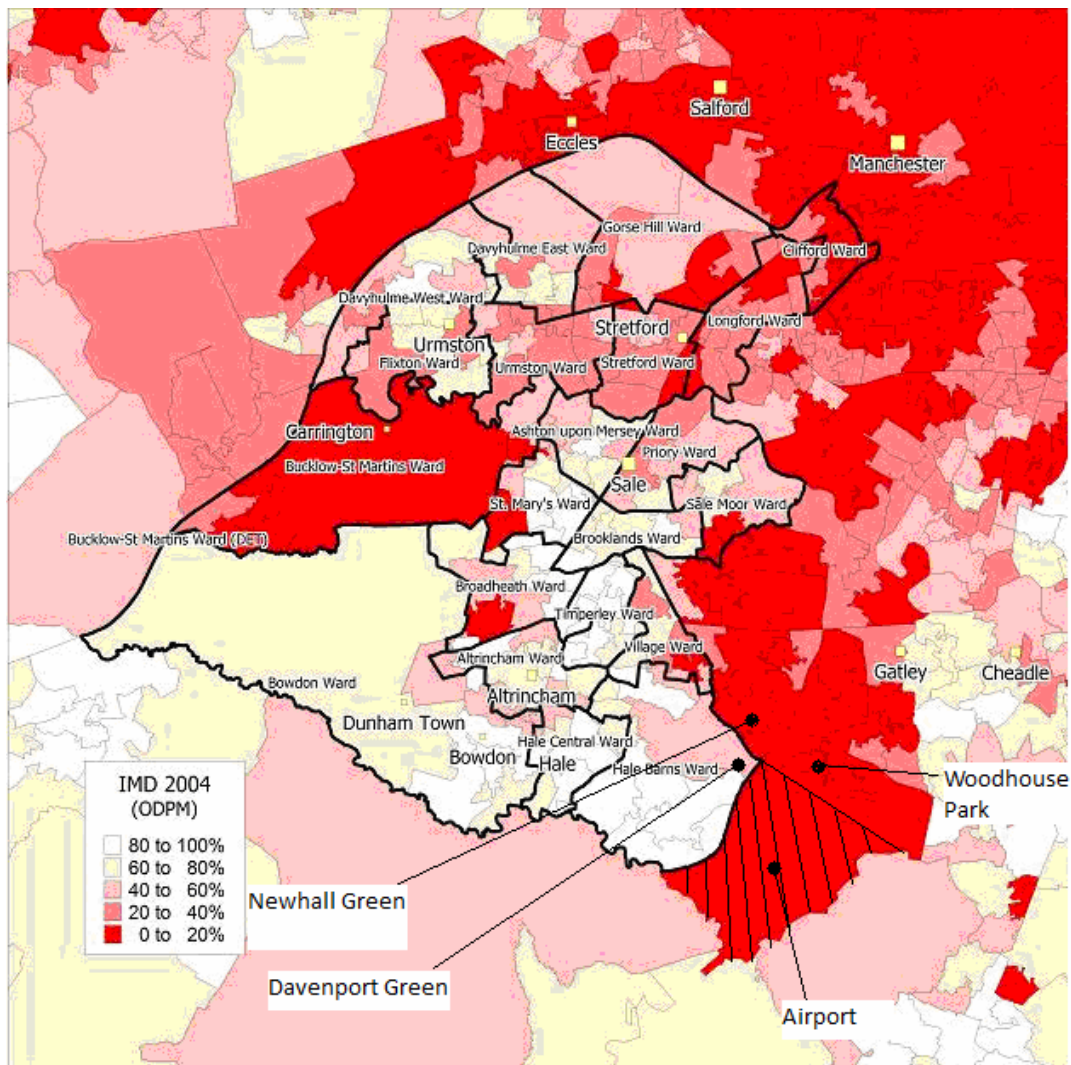 Salford
Eccles
Manchester
Gorse Hill Ward
Davyhulme East Ward
Clifford Ward
Davyhulme West Ward
Stretford
Longford Ward
Urmston
Flixton Ward
Urmston Ward
Stretford Ward
Carrington
Ashton upon Mersey Ward
Priory Ward
Bucklow-St Martins Ward
Sale
St. Mary's Ward
Sale Moor Ward
Bucklow-St Martins Ward (DET)
Brooklands Ward
Broadheath Ward
Timperley Ward
Village Ward
Altrincham Ward
Gatley
Cheadle
Bowdon Ward
Altrincham
Dunham Town
Hale Central Ward
Bowdon
Hale
Hale Barns Ward
Woodhouse
Park
IMD 2004
(ODPM)
80 to 100%
60 to 80%
40 to 60%
20 to 40%
0 to 20%
Newhall Green
Davenport Green
Airport